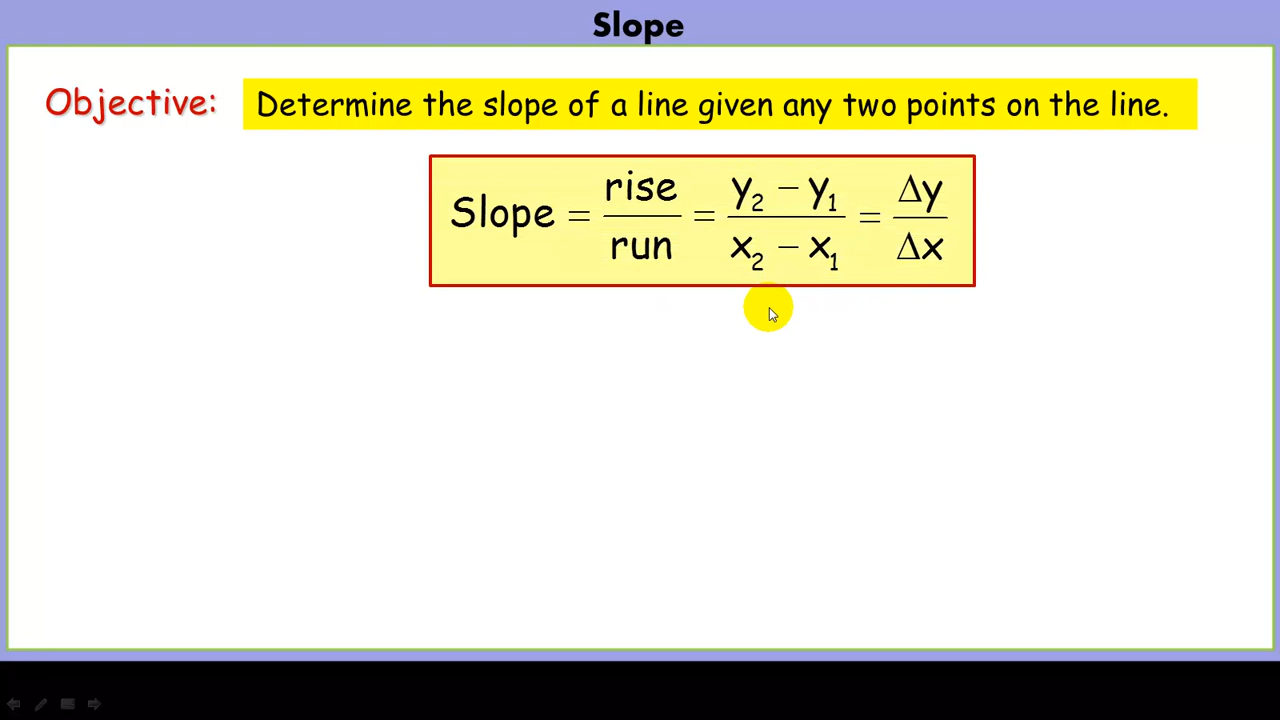 Slope
Objective: Determine the slope of a line given any two points on the line.
Slope = rise/run = (y₂ − y₁)/(x₂ − x₁) = Δy/Δx